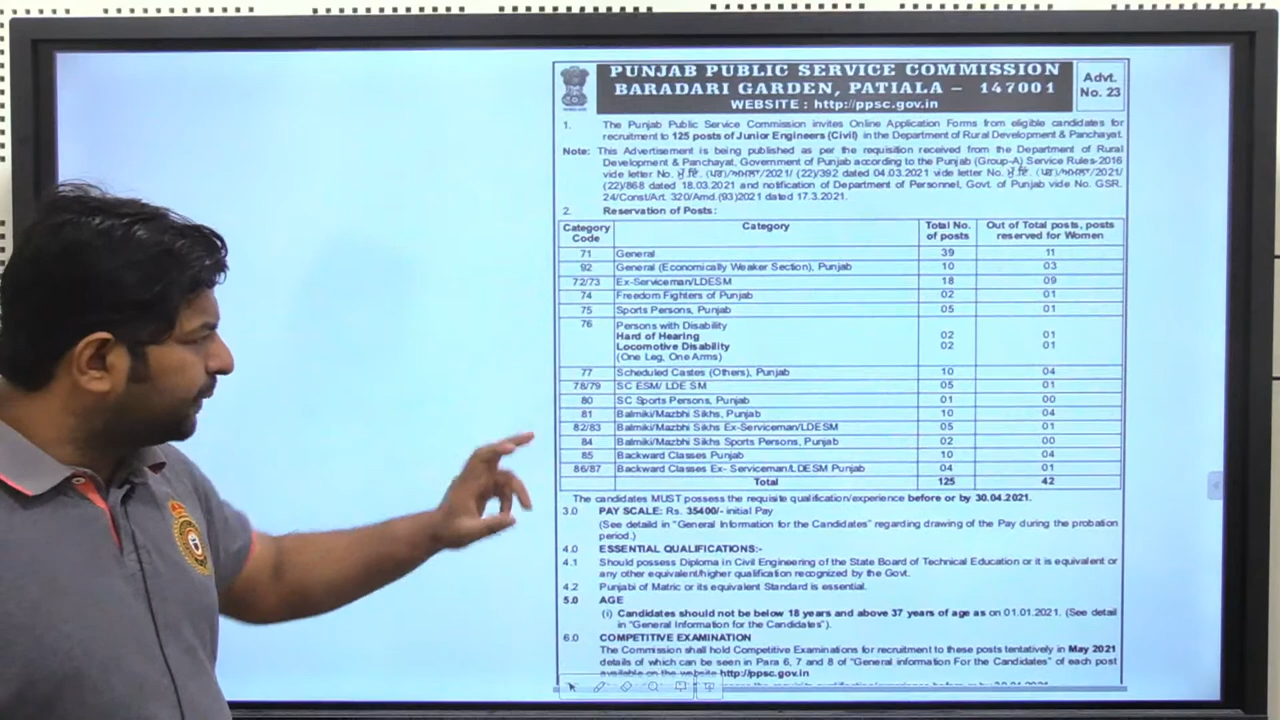 PUNJAB PUBLIC SERVICE COMMISSION
BARADARI GARDEN, PATIALA – 147001
WEBSITE : http://ppsc.gov.in
Advt.
No. 23
1. The Punjab Public Service Commission invites Online Application Forms from eligible candidates for
recruitment to 125 posts of Junior Engineers (Civil) in the Department of Rural Development & Panchayat.
Note: This Advertisement is being published as per the requisition received from the Department of Rural
Development & Panchayat, Government of Punjab according to the Punjab (Group-A) Service Rules-2016
vide letter No. /2021/ (22)/392 dated 04.03.2021 vide letter No. /2021/
(22)/868 dated 18.03.2021 and notification of Department of Personnel, Govt. of Punjab vide No. GSR.
24/Const/Art. 320/Amd.(93)2021 dated 17.3.2021.
2. Reservation of Posts:
Category Code Category Total No. of posts Out of Total posts, posts reserved for Women
71 General 39 11
92 General (Economically Weaker Section), Punjab 10 03
72/73 Ex-Serviceman/LDESM 18 09
74 Freedom Fighters of Punjab 02 01
75 Sports Persons, Punjab 05 01
76 Persons with Disability
Hard of Hearing 02 01
Locomotive Disability 02 01
(One Leg, One Arms)
77 Scheduled Castes (Others), Punjab 10 04
78/79 SC ESM/ LDE SM 05 01
80 SC Sports Persons, Punjab 01 00
81 Balmiki/Mazbhi Sikhs, Punjab 10 04
82/83 Balmiki/Mazbhi Sikhs Ex-Serviceman/LDESM 05 01
84 Balmiki/Mazbhi Sikhs Sports Persons, Punjab 02 00
85 Backward Classes Punjab 10 04
86/87 Backward Classes Ex- Serviceman/LDESM Punjab 04 01
Total 125 42
The candidates MUST possess the requisite qualification/experience before or by 30.04.2021.
3.0 PAY SCALE: Rs. 35400/- initial Pay
(See detaild in "General Information for the Candidates" regarding drawing of the Pay during the probation
period.)
4.0 ESSENTIAL QUALIFICATIONS:-
4.1 Should possess Diploma in Civil Engineering of the State Board of Technical Education or it is equivalent or
any other equivalent/higher qualification recognized by the Govt.
4.2 Punjabi of Matric or its equivalent Standard is essential.
5.0 AGE
(i) Candidates should not be below 18 years and above 37 years of age as on 01.01.2021. (See detail
in "General Information for the Candidates").
6.0 COMPETITIVE EXAMINATION
The Commission shall hold Competitive Examinations for recruitment to these posts tentatively in May 2021
details of which can be seen in Para 6, 7 and 8 of "General information For the Candidates" of each post
available on the website http://ppsc.gov.in